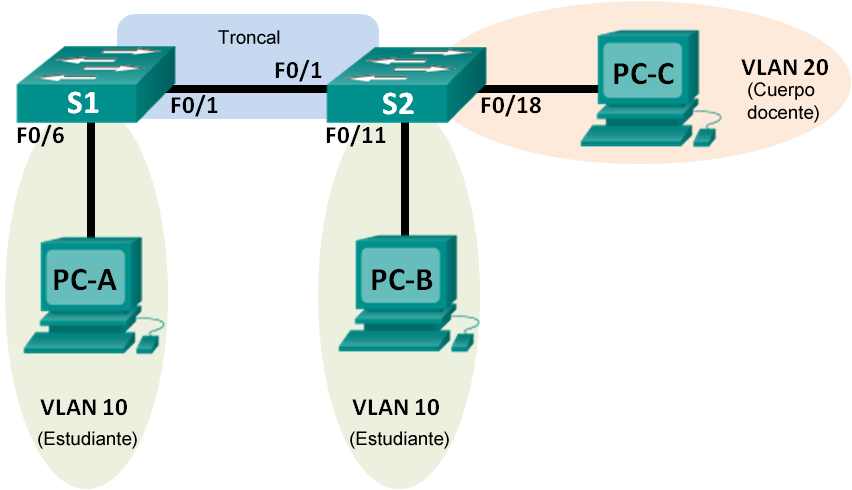 Troncal
F0/1
S1
S2
PC-C
VLAN 20
(Cuerpo
docente)
F0/1
F0/18
F0/6
F0/11
PC-A
PC-B
VLAN 10
(Estudiante)
VLAN 10
(Estudiante)